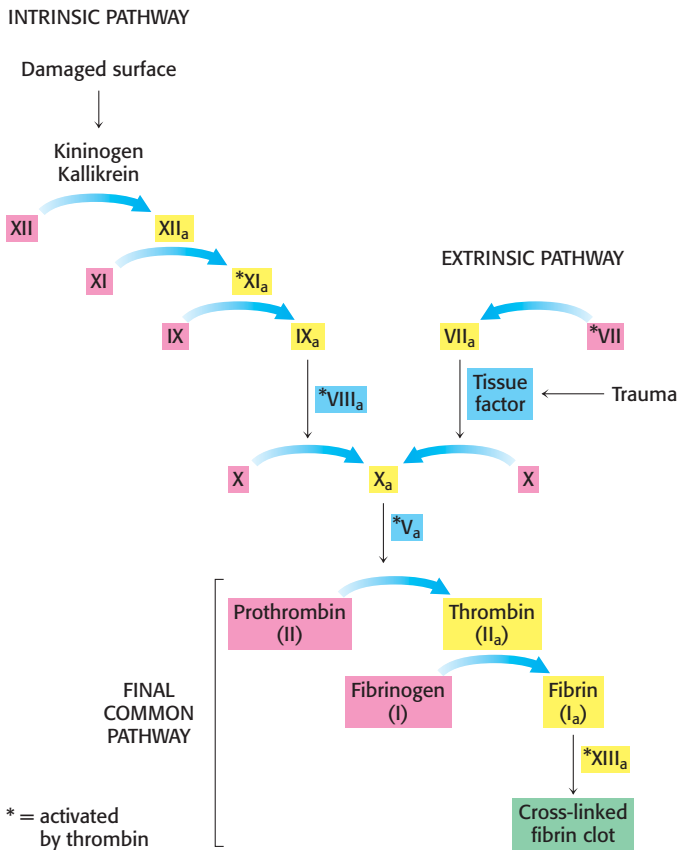 INTRINSIC PATHWAY
Damaged surface
Kininogen
Kallikrein
XII
XIIa
XI
*XIa
EXTRINSIC PATHWAY
IX
IXa
VIIa
*VII
*VIIIa
Tissue
factor
Trauma
X
Xa
X
*Va
Prothrombin
(II)
Thrombin
(IIa)
Fibrinogen
(I)
Fibrin
(Ia)
FINAL
COMMON
PATHWAY
*XIIIa
Cross-linked
fibrin clot
* = activated
by thrombin